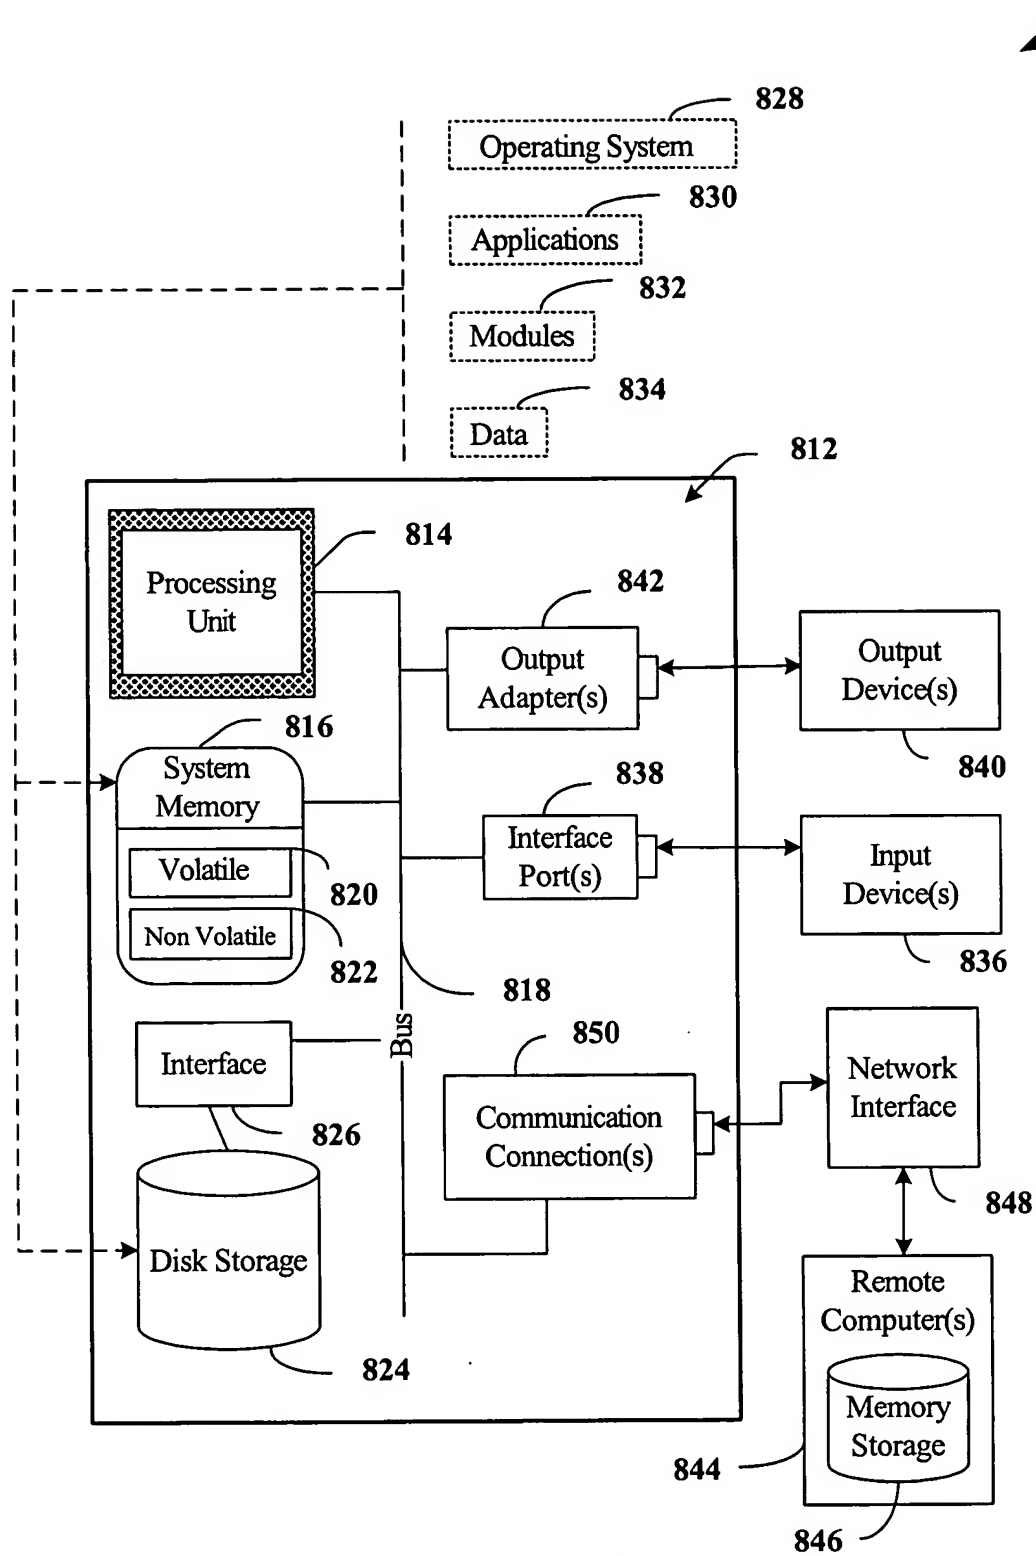 828
Operating System
830
Applications
832
Modules
834
Data
812
814
Processing
Unit
842
Output
Adapter(s)
Output
Device(s)
840
816
System
Memory
838
Interface
Port(s)
Input
Device(s)
836
Volatile
820
Non Volatile
822
818
Bus
850
Interface
826
Communication
Connection(s)
Network
Interface
848
Disk Storage
824
Remote
Computer(s)
Memory
Storage
844
846